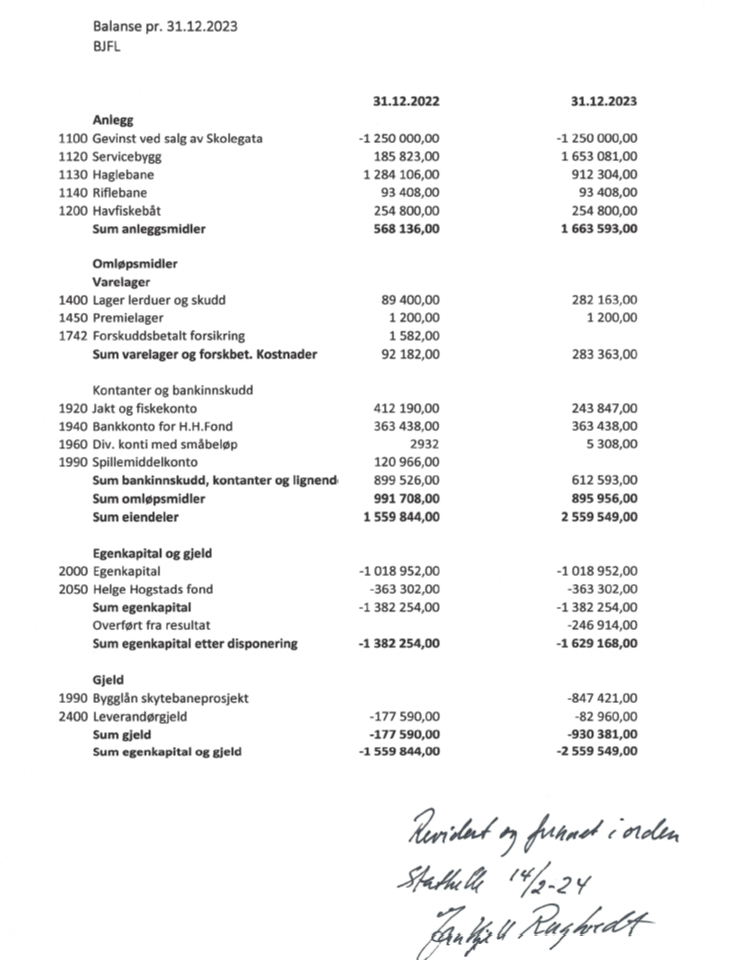 Balanse pr. 31.12.2023
BJFL
31.12.2022 31.12.2023
Anlegg
1100 Gevinst ved salg av Skolegata -1 250 000,00 -1 250 000,00
1120 Servicebygg 185 823,00 1 653 081,00
1130 Haglebane 1 284 106,00 912 304,00
1140 Riflebane 93 408,00 93 408,00
1200 Havfiskebåt 254 800,00 254 800,00
Sum anleggsmidler 568 136,00 1 663 593,00
Omløpsmidler
Varelager
1400 Lager lerduer og skudd 89 400,00 282 163,00
1450 Premielager 1 200,00 1 200,00
1742 Forskuddsbetalt forsikring 1 582,00
Sum varelager og forskbet. Kostnader 92 182,00 283 363,00
Kontanter og bankinnskudd
1920 Jakt og fiskekonto 412 190,00 243 847,00
1940 Bankkonto for H.H.Fond 363 438,00 363 438,00
1960 Div. konti med småbeløp 2932 5 308,00
1990 Spillemiddelkonto 120 966,00
Sum bankinnskudd, kontanter og lignend 899 526,00 612 593,00
Sum omløpsmidler 991 708,00 895 956,00
Sum eiendeler 1 559 844,00 2 559 549,00
Egenkapital og gjeld
2000 Egenkapital -1 018 952,00 -1 018 952,00
2050 Helge Hogstads fond -363 302,00 -363 302,00
Sum egenkapital -1 382 254,00 -1 382 254,00
Overført fra resultat -246 914,00
Sum egenkapital etter disponering -1 382 254,00 -1 629 168,00
Gjeld
1990 Bygglån skytebaneprosjekt -847 421,00
2400 Leverandørgjeld -177 590,00 -82 960,00
Sum gjeld -177 590,00 -930 381,00
Sum egenkapital og gjeld -1 559 844,00 -2 559 549,00
Revidert og funnet i orden
Stathelle 14/2-24